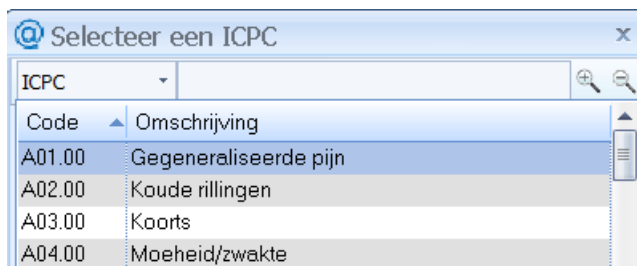 @ Selecteer een ICPC x
ICPC
Code Omschrijving
A01.00 Gegeneraliseerde pijn
A02.00 Koude rillingen
A03.00 Koorts
A04.00 Moeheid/zwakte